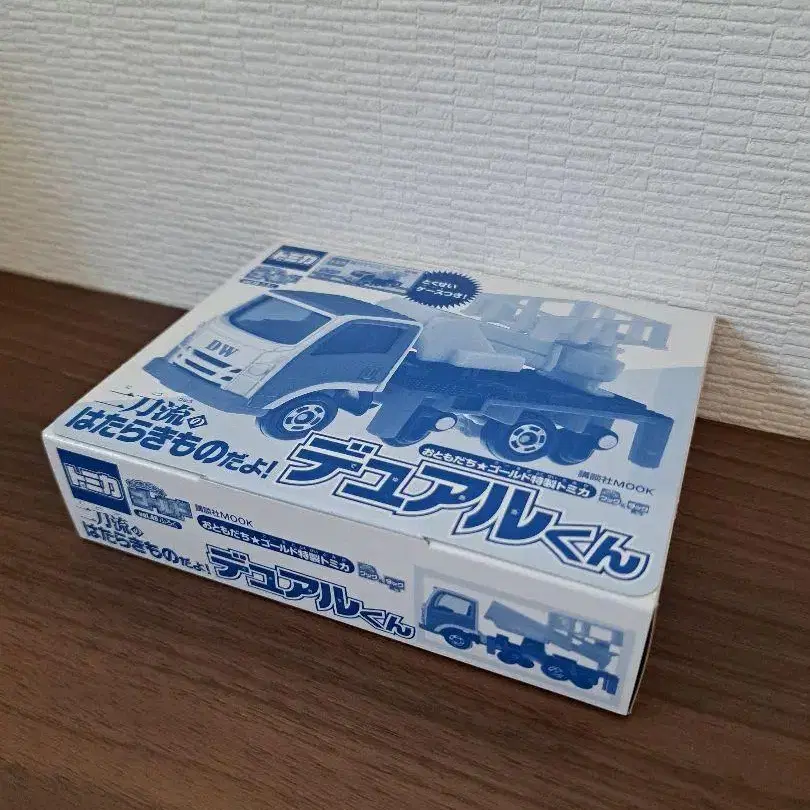 トミカ
とくせい
ケースつき!
DW
二刀流の
はたらきものだよ!
おともだち★ゴールド特製トミカ
講談社MOOK
デュアルくん
トミカ
講談社MOOK
二刀流の
はたらきものだよ!
おともだち★ゴールド特製トミカ
デュアルくん